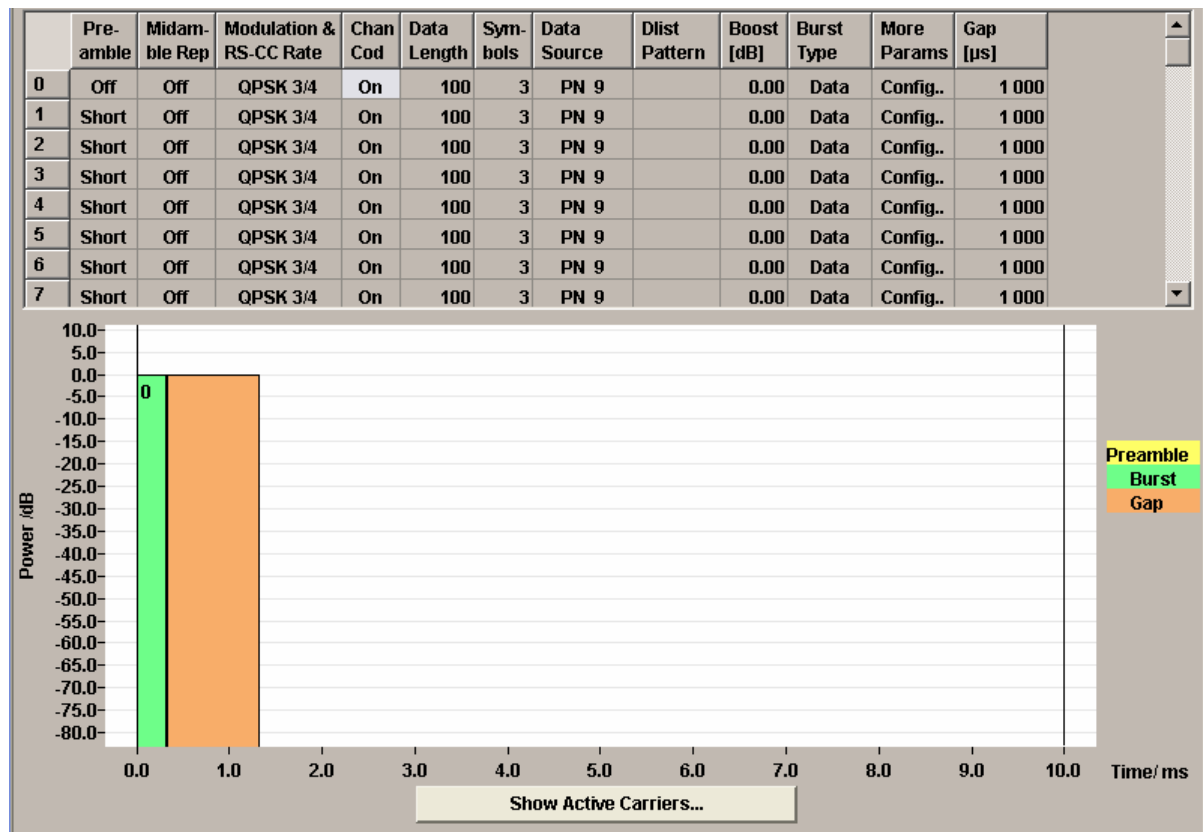 Pre- Midam- Modulation & Chan Data Sym- Data Dlist Boost Burst More Gap
amble ble Rep RS-CC Rate Cod Length bols Source Pattern [dB] Type Params [µs]
0 Off Off QPSK 3/4 On 100 3 PN 9 0.00 Data Config.. 1 000
1 Short Off QPSK 3/4 On 100 3 PN 9 0.00 Data Config.. 1 000
2 Short Off QPSK 3/4 On 100 3 PN 9 0.00 Data Config.. 1 000
3 Short Off QPSK 3/4 On 100 3 PN 9 0.00 Data Config.. 1 000
4 Short Off QPSK 3/4 On 100 3 PN 9 0.00 Data Config.. 1 000
5 Short Off QPSK 3/4 On 100 3 PN 9 0.00 Data Config.. 1 000
6 Short Off QPSK 3/4 On 100 3 PN 9 0.00 Data Config.. 1 000
7 Short Off QPSK 3/4 On 100 3 PN 9 0.00 Data Config.. 1 000
Power /dB
10.0
5.0
0.0
-5.0
-10.0
-15.0
-20.0
-25.0
-30.0
-35.0
-40.0
-45.0
-50.0
-55.0
-60.0
-65.0
-70.0
-75.0
-80.0
0
Preamble
Burst
Gap
0.0 1.0 2.0 3.0 4.0 5.0 6.0 7.0 8.0 9.0 10.0 Time/ ms
Show Active Carriers...